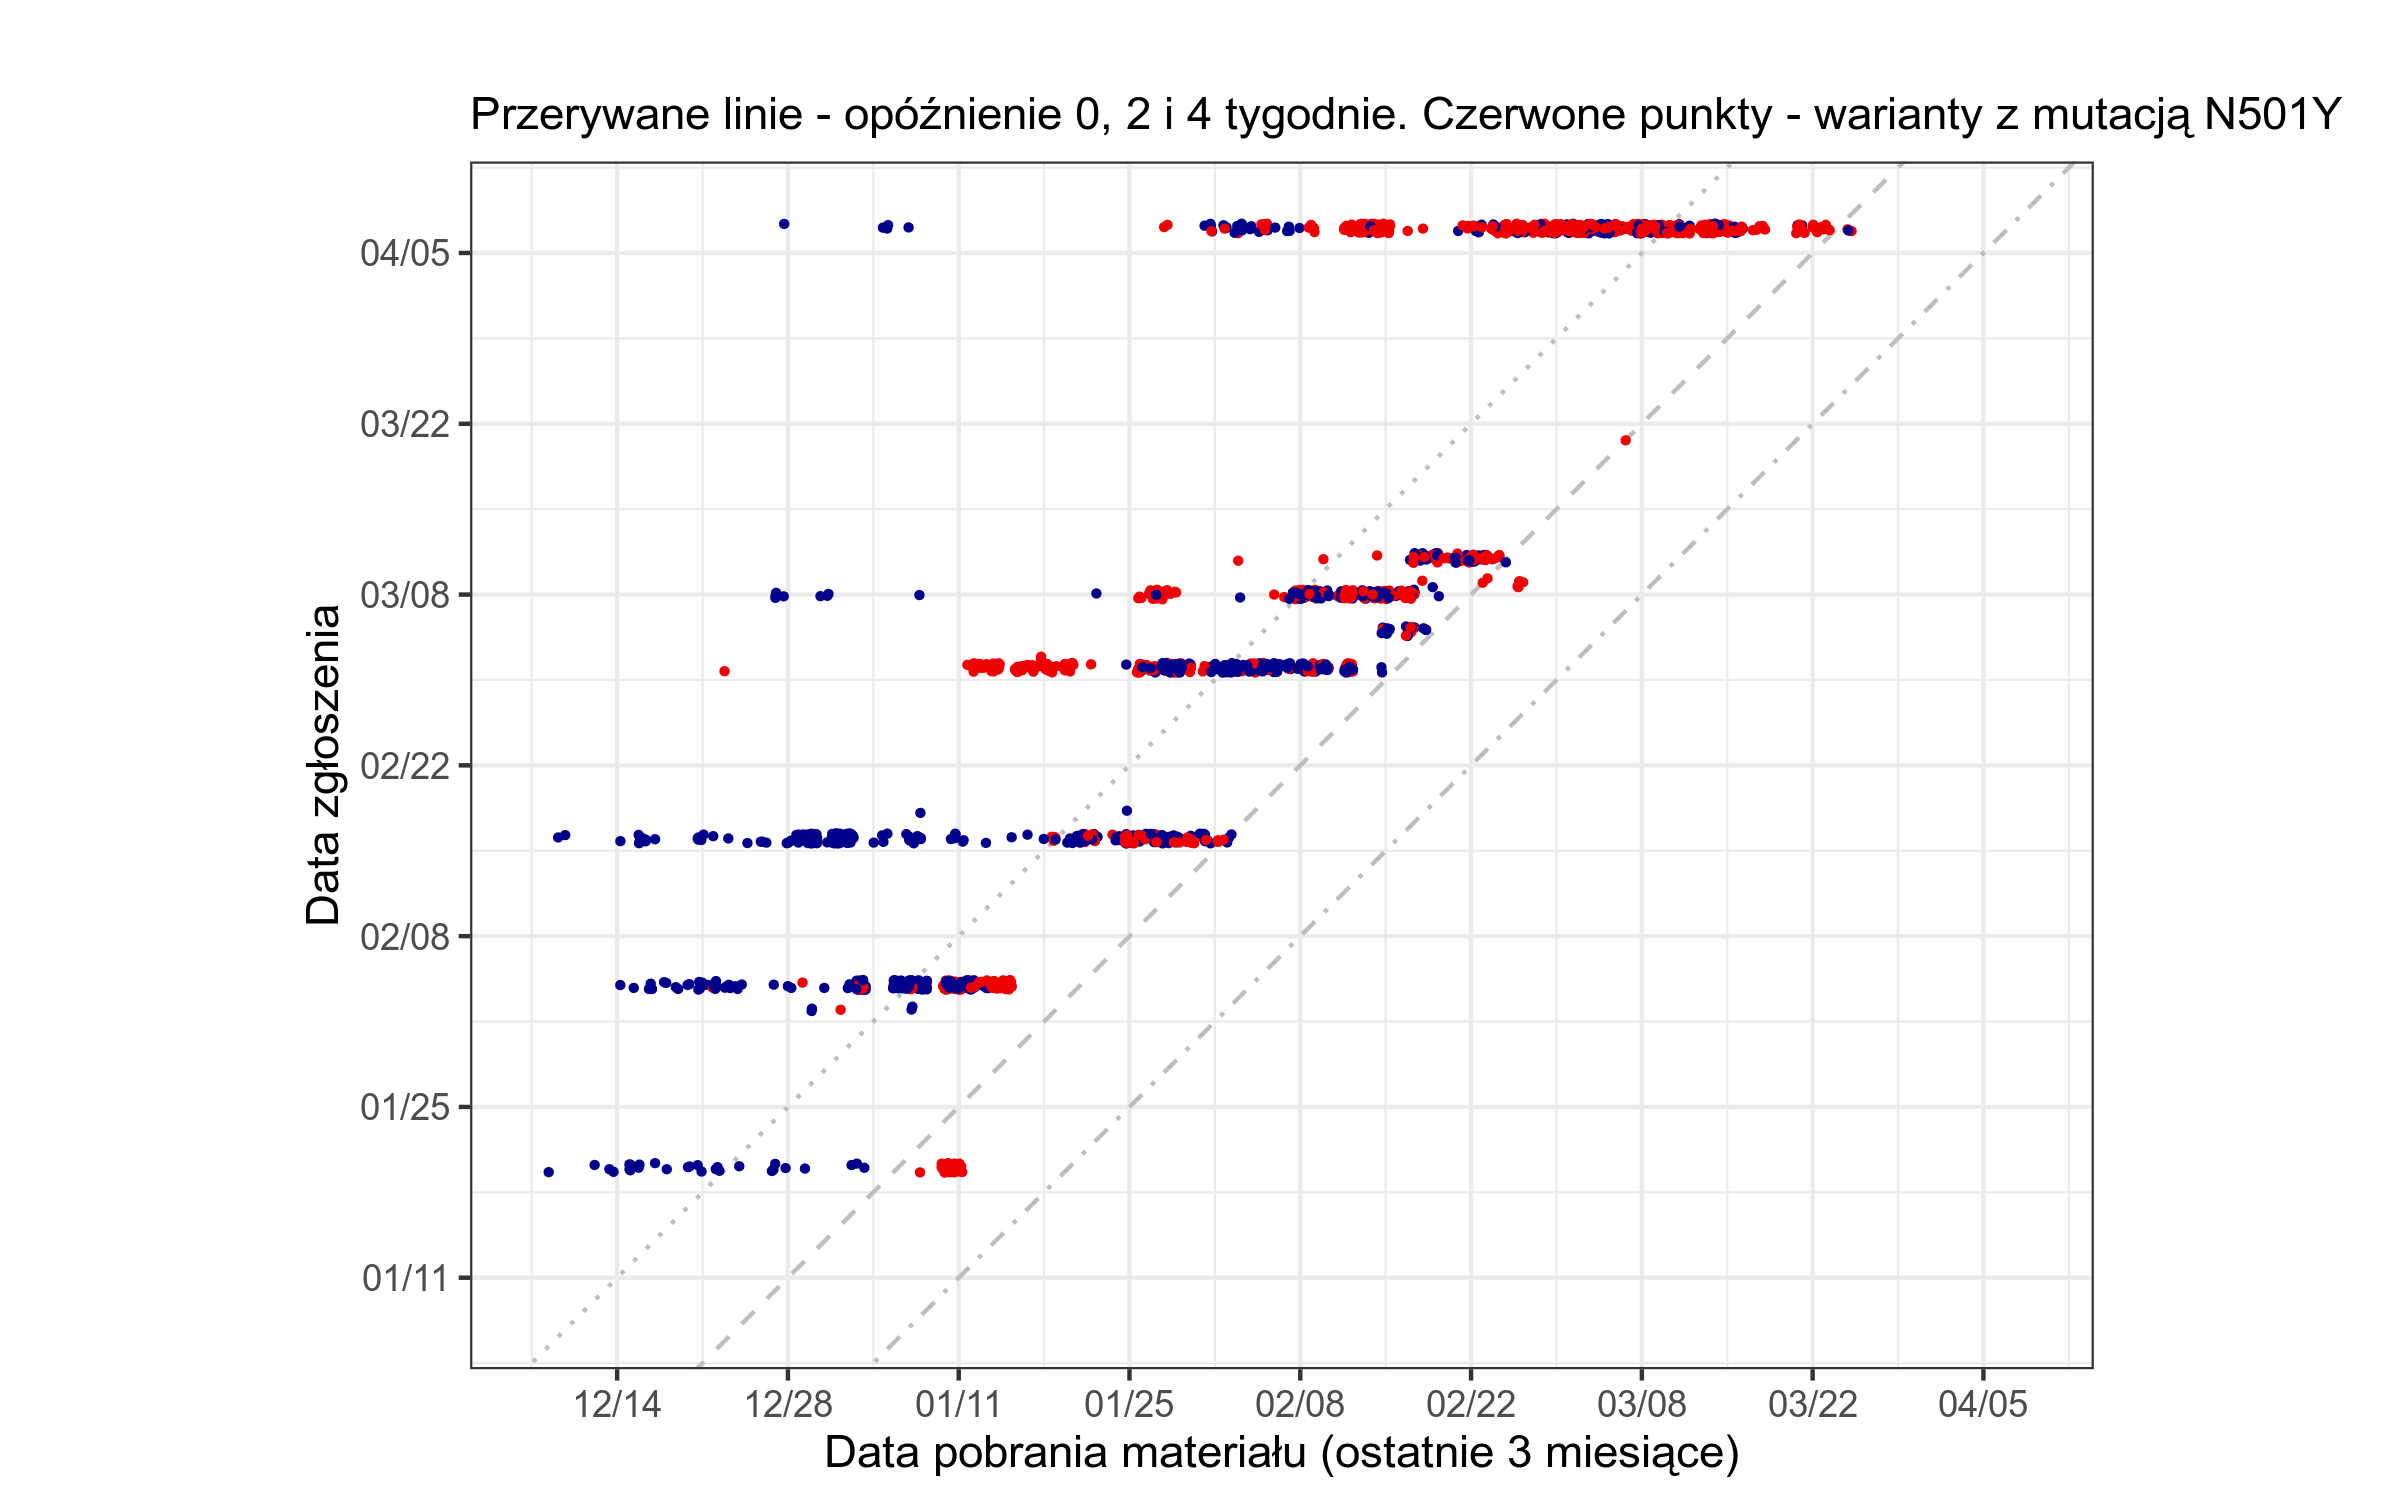 Przerywane linie - opóźnienie 0, 2 i 4 tygodnie. Czerwone punkty - warianty z mutacją N501Y
Data zgłoszenia
04/05
03/22
03/08
02/22
02/08
01/25
01/11
12/14 12/28 01/11 01/25 02/08 02/22 03/08 03/22 04/05
Data pobrania materiału (ostatnie 3 miesiące)